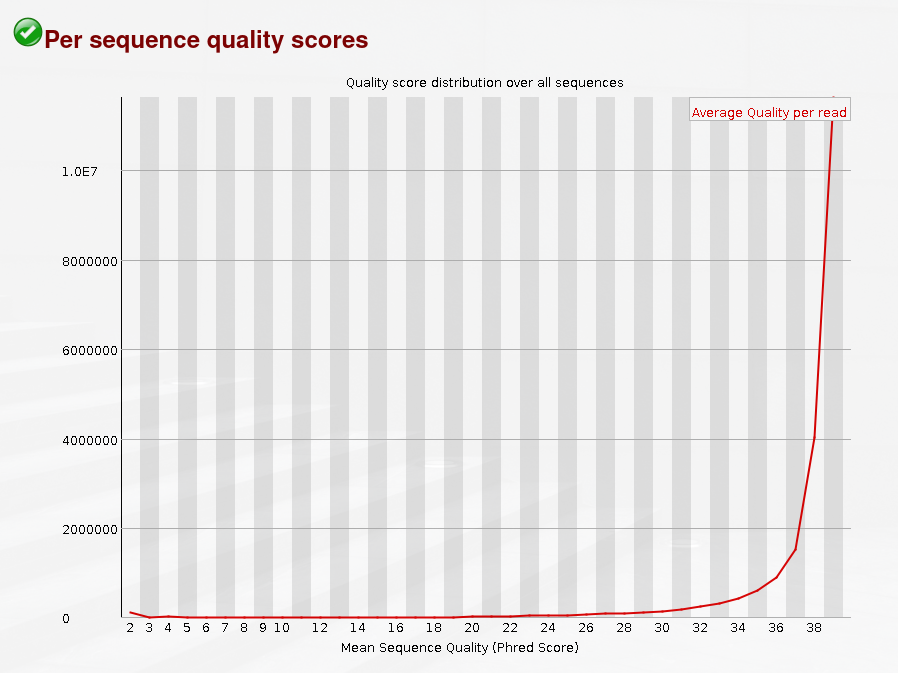 Per sequence quality scores
Quality score distribution over all sequences
Average Quality per read
1.0E7
8000000
6000000
4000000
2000000
0
2 3 4 5 6 7 8 9 10 12 14 16 18 20 22 24 26 28 30 32 34 36 38
Mean Sequence Quality (Phred Score)